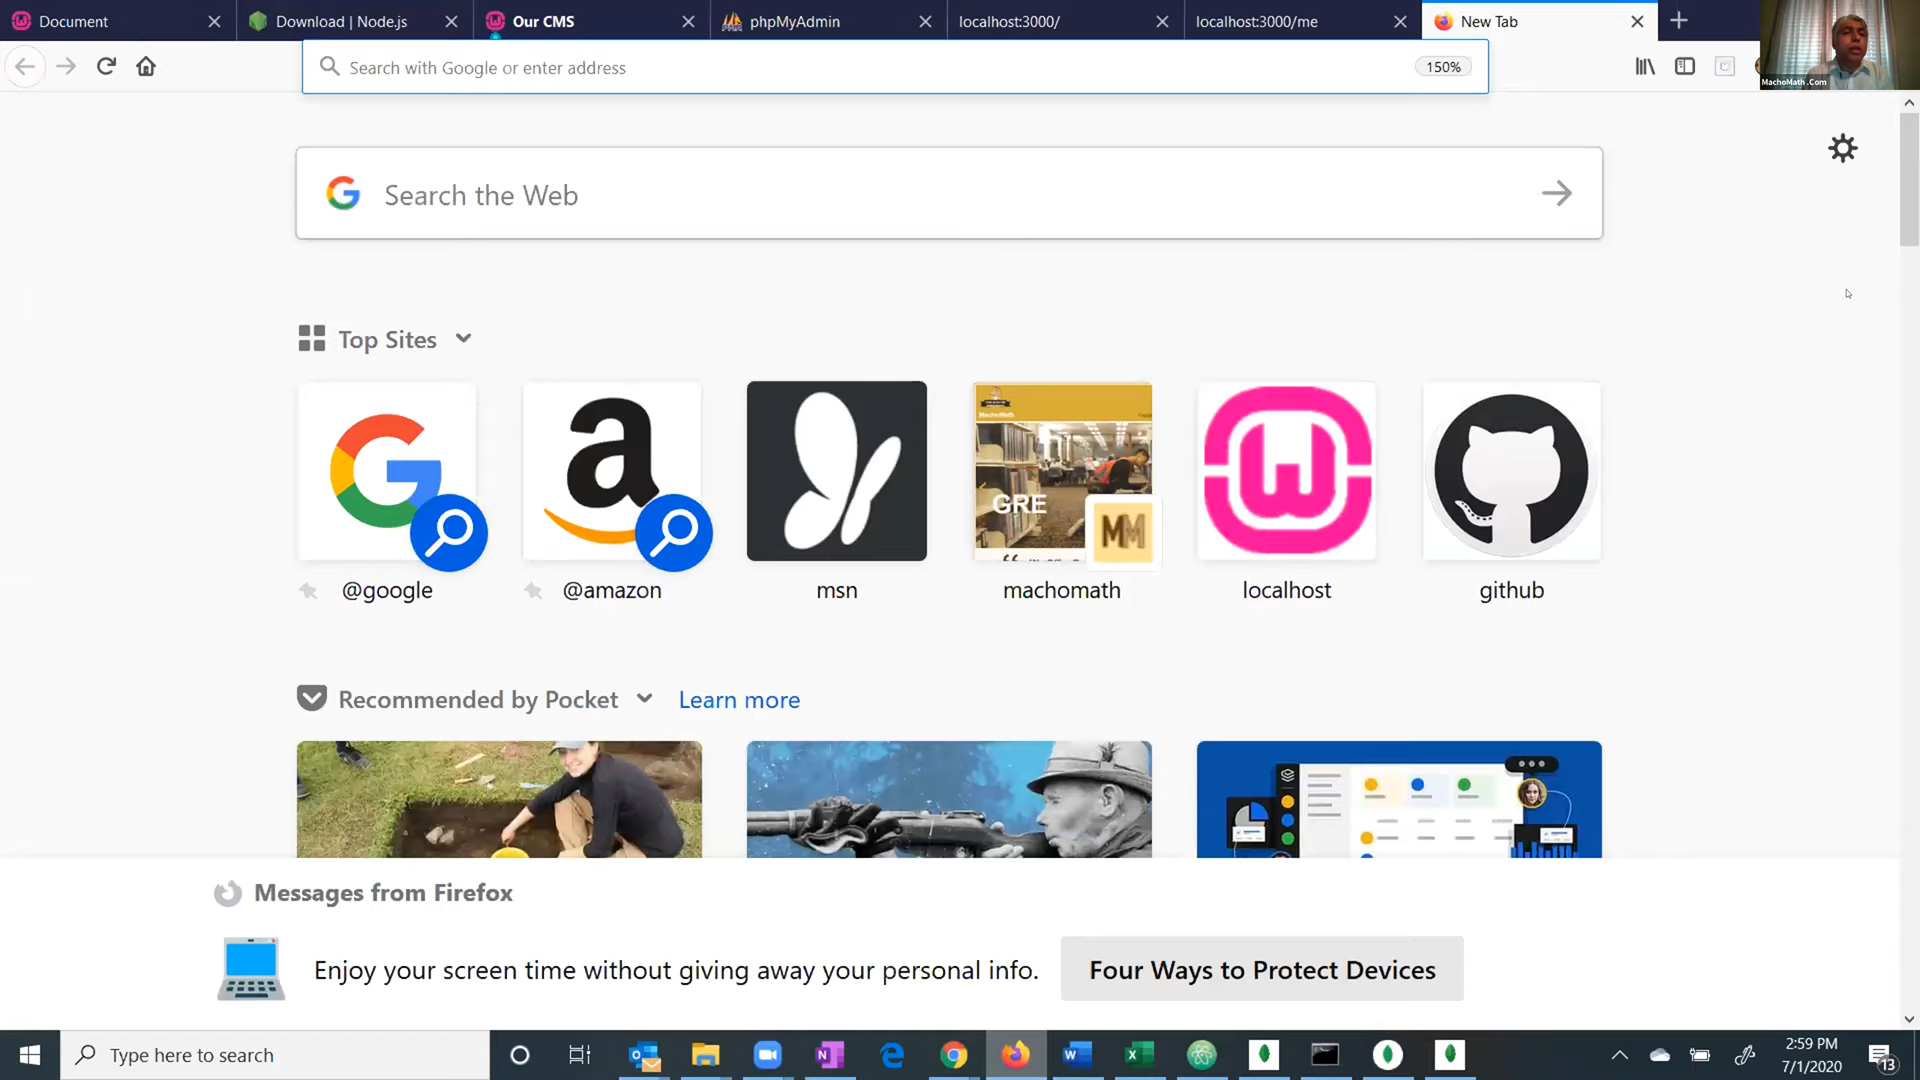 Document
Download | Node.js
Our CMS
phpMyAdmin
localhost:3000/
localhost:3000/me
New Tab
Search with Google or enter address
150%
MachoMath .Com
Search the Web
Top Sites
GRE
MM
@google
@amazon
msn
machomath
localhost
github
Recommended by Pocket
Learn more
Messages from Firefox
Enjoy your screen time without giving away your personal info.
Four Ways to Protect Devices
Type here to search
2:59 PM
7/1/2020
13